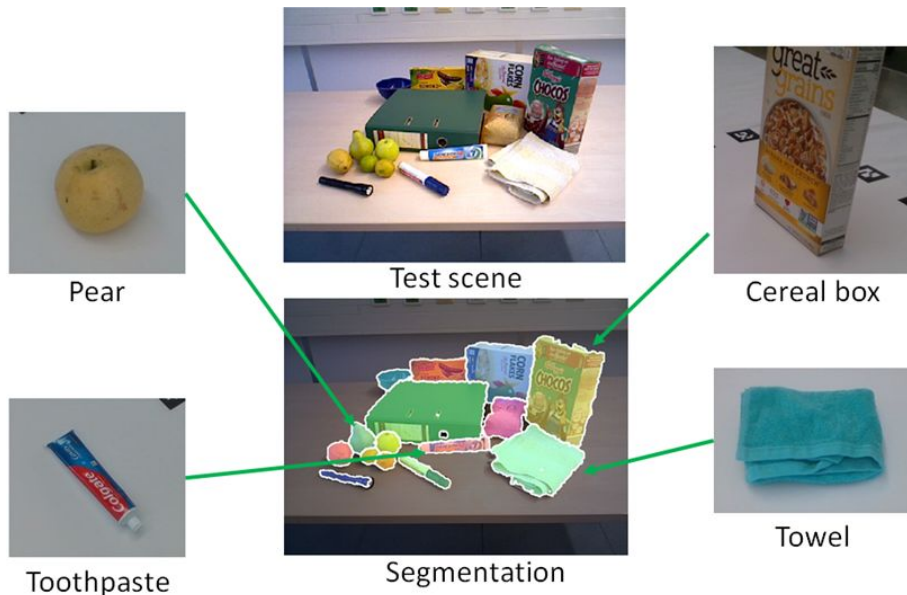 CORN
FLAKES
CHOCOS
great
grains
Test scene
Pear
Cereal box
CORN
FLAKES
CHOCOS
Colgate
Toothpaste
Segmentation
Towel